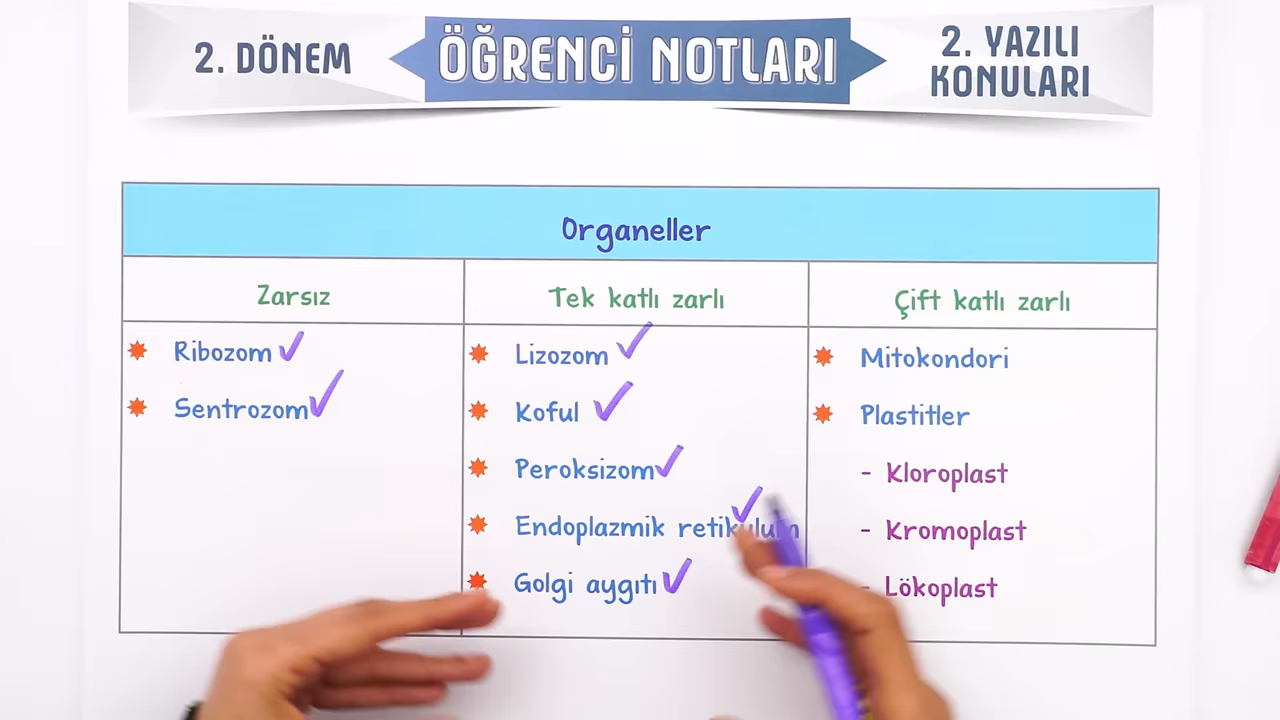 2. DÖNEM
ÖĞRENCİ NOTLARI
2. YAZILI
KONULARI
Organeller
Zarsız
Tek katlı zarlı
Çift katlı zarlı
Ribozom
Sentrozom
Lizozom
Koful
Peroksizom
Endoplazmik retikulum
Golgi aygıtı
Mitokondori
Plastitler
- Kloroplast
- Kromoplast
- Lökoplast